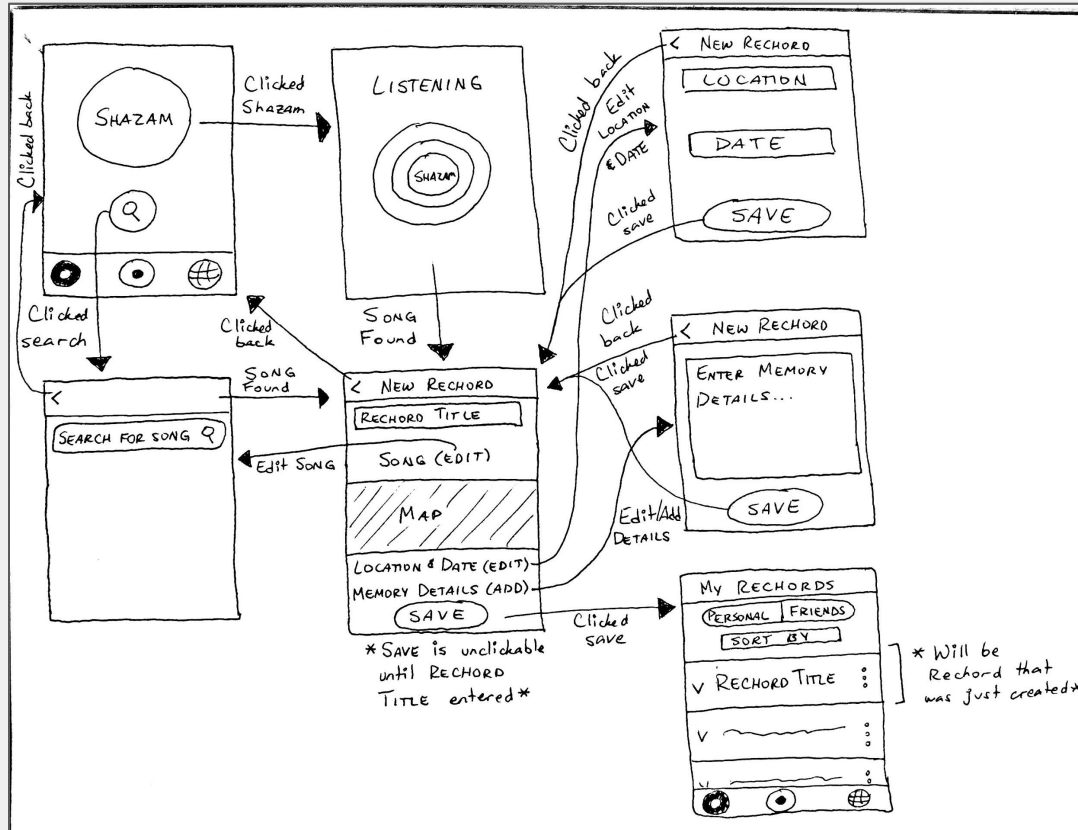 SHAZAM
Clicked back
Clicked
search
Clicked
Shazam
LISTENING
SHAZAM
SONG
FOUND
< NEW RECHORD
LOCATION
DATE
SAVE
Clicked back
Edit
LOCATION
& DATE
Clicked
save
<
SEARCH FOR SONG
SONG
Found
Clicked
back
Edit SONG
< NEW RECHORD
RECHORD TITLE
SONG (EDIT)
MAP
LOCATION & DATE (EDIT)
MEMORY DETAILS (ADD)
SAVE
* SAVE is unclickable
until RECHORD
TITLE entered *
Clicked
back
Clicked
save
< NEW RECHORD
ENTER MEMORY
DETAILS...
SAVE
Edit/Add
DETAILS
Clicked
save
MY RECHORDS
PERSONAL FRIENDS
SORT BY
v RECHORD TITLE
v
v
* Will be
Rechord that
was just created *